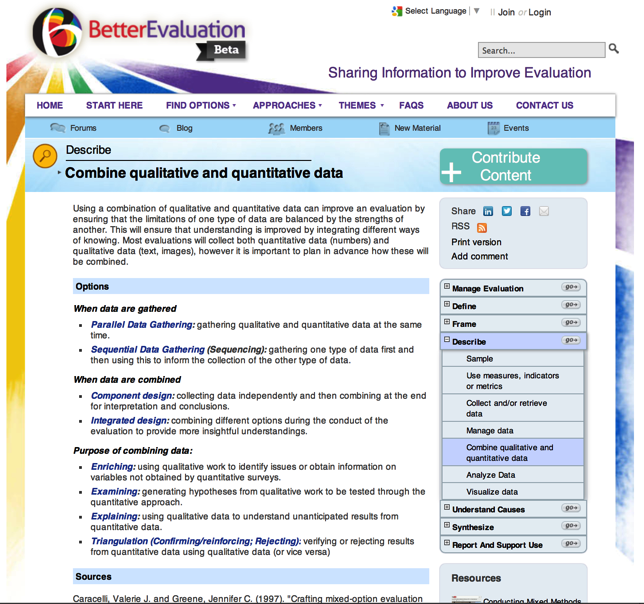 BetterEvaluation
Beta
Select Language | ▼
Join or Login
Search...
Sharing Information to Improve Evaluation
HOME START HERE FIND OPTIONS APPROACHES THEMES FAQS ABOUT US CONTACT US
Forums Blog Members New Material Events
Describe
Combine qualitative and quantitative data
Contribute
Content
Using a combination of qualitative and quantitative data can improve an evaluation by
ensuring that the limitations of one type of data are balanced by the strengths of
another. This will ensure that understanding is improved by integrating different ways
of knowing. Most evaluations will collect both quantitative data (numbers) and
qualitative data (text, images), however it is important to plan in advance how these will
be combined.
Options
When data are gathered
Parallel Data Gathering: gathering qualitative and quantitative data at the same
time.
Sequential Data Gathering (Sequencing): gathering one type of data first and
then using this to inform the collection of the other type of data.
When data are combined
Component design: collecting data independently and then combining at the end
for interpretation and conclusions.
Integrated design: combining different options during the conduct of the
evaluation to provide more insightful understandings.
Purpose of combining data:
Enriching: using qualitative work to identify issues or obtain information on
variables not obtained by quantitative surveys.
Examining: generating hypotheses from qualitative work to be tested through the
quantitative approach.
Explaining: using qualitative data to understand unanticipated results from
quantitative data.
Triangulation (Confirming/reinforcing; Rejecting): verifying or rejecting results
from quantitative data using qualitative data (or vice versa)
Sources
Caracelli, Valerie J. and Greene, Jennifer C. (1997). "Crafting mixed-option evaluation
Share
RSS
Print version
Add comment
Manage Evaluation go
Define go
Frame go
Describe go
Sample
Use measures, indicators
or metrics
Collect and/or retrieve
data
Manage data
Combine qualitative and
quantitative data
Analyze Data
Visualize data
Understand Causes go
Synthesize go
Report And Support Use go
Resources
Conducting Mixed Methods